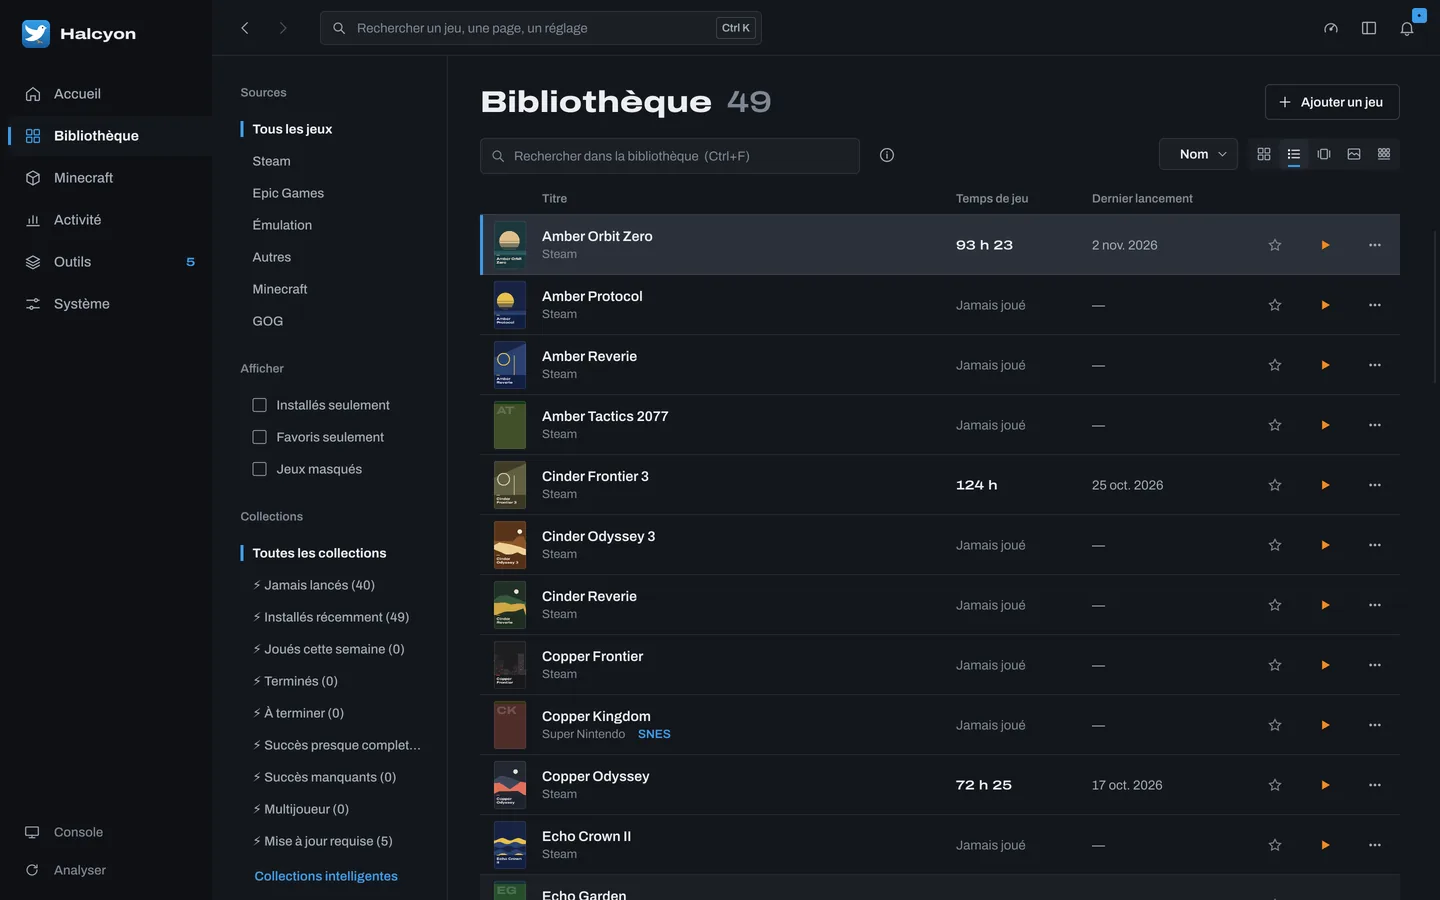 Halcyon
Rechercher un jeu, une page, un réglage
Ctrl K
Accueil
Bibliothèque
Minecraft
Activité
Outils
5
Système
Console
Analyser
Sources
Tous les jeux
Steam
Epic Games
Émulation
Autres
Minecraft
GOG
Afficher
Installés seulement
Favoris seulement
Jeux masqués
Collections
Toutes les collections
⚡ Jamais lancés (40)
⚡ Installés récemment (49)
⚡ Joués cette semaine (0)
⚡ Terminés (0)
⚡ À terminer (0)
⚡ Succès presque complet...
⚡ Succès manquants (0)
⚡ Multijoueur (0)
⚡ Mise à jour requise (5)
Collections intelligentes
Bibliothèque 49
Ajouter un jeu
Rechercher dans la bibliothèque (Ctrl+F)
Nom
Titre Temps de jeu Dernier lancement
Amber Orbit Zero
Steam
93 h 23 2 nov. 2026
Amber Protocol
Steam
Jamais joué —
Amber Reverie
Steam
Jamais joué —
AT
Amber Tactics 2077
Steam
Jamais joué —
Cinder Frontier 3
Steam
124 h 25 oct. 2026
Cinder Odyssey 3
Steam
Jamais joué —
Cinder Reverie
Steam
Jamais joué —
Copper Frontier
Steam
Jamais joué —
CK
Copper Kingdom
Super Nintendo SNES
Jamais joué —
Copper Odyssey
Steam
72 h 25 17 oct. 2026
Echo Crown II
Steam
Jamais joué —
EG
Echo Garden